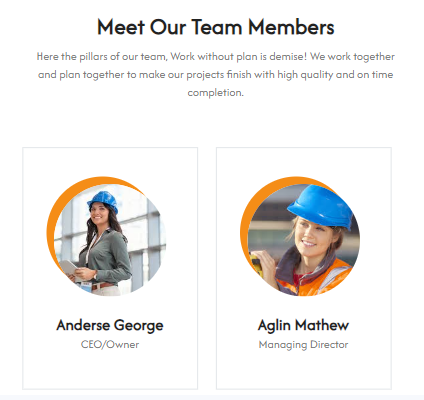 Meet Our Team Members
Here the pillars of our team, Work without plan is demise! We work together
and plan together to make our projects finish with high quality and on time
completion.
Anderse George
CEO/Owner
Aglin Mathew
Managing Director